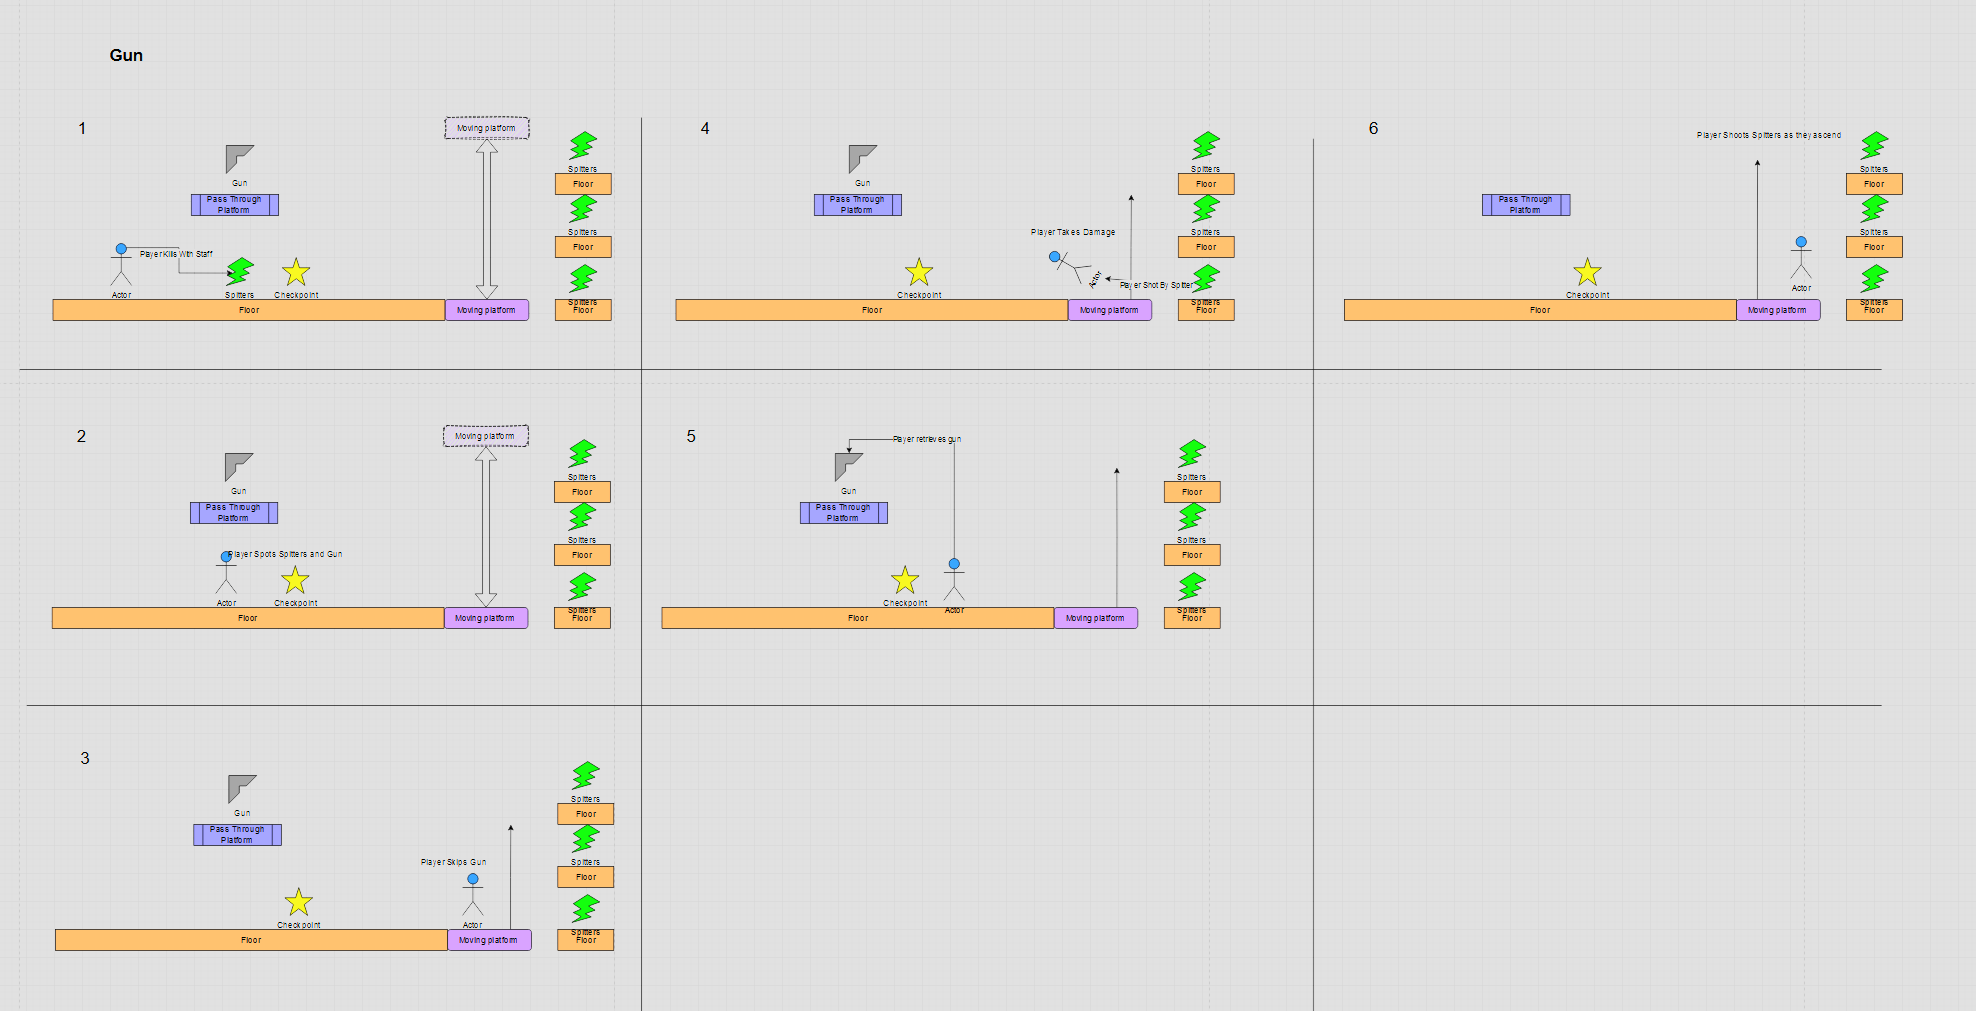 Gun
1
Moving platform
Spitters
Gun
Floor
Pass Through
Platform
Spitters
Floor
Player Kills With Staff
Actor
Spitters
Checkpoint
Spitters
Floor
Moving platform
Floor
4
Spitters
Gun
Floor
Pass Through
Platform
Spitters
Player Takes Damage
Floor
Actor
Player Shot By Spitter
Checkpoint
Spitters
Floor
Moving platform
Floor
6
Player Shoots Spitters as they ascend
Spitters
Floor
Pass Through
Platform
Spitters
Floor
Actor
Checkpoint
Spitters
Floor
Moving platform
Floor
2
Moving platform
Spitters
Gun
Floor
Pass Through
Platform
Spitters
Player Spots Spitters and Gun
Floor
Actor
Checkpoint
Spitters
Floor
Moving platform
Floor
5
Player retrieves gun
Spitters
Gun
Floor
Pass Through
Platform
Spitters
Floor
Checkpoint
Actor
Spitters
Floor
Moving platform
Floor
3
Spitters
Gun
Floor
Pass Through
Platform
Player Skips Gun
Spitters
Floor
Checkpoint
Actor
Spitters
Floor
Moving platform
Floor